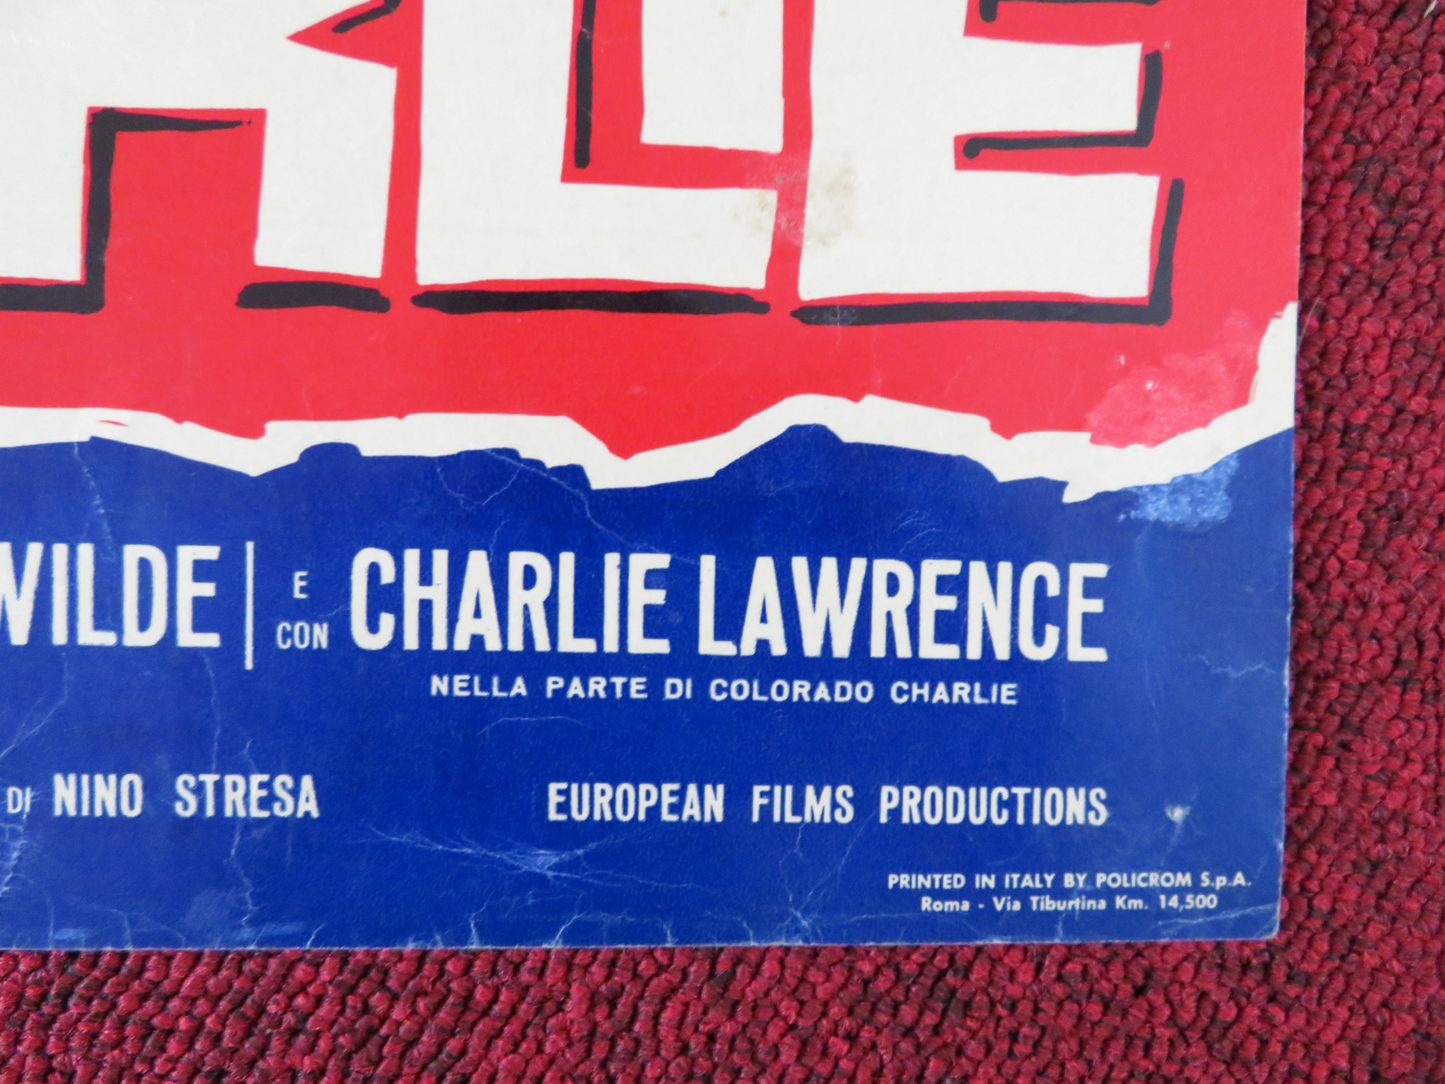 RLIE
WILDE | E CON CHARLIE LAWRENCE
NELLA PARTE DI COLORADO CHARLIE
DI NINO STRESA EUROPEAN FILMS PRODUCTIONS
PRINTED IN ITALY BY POLICROM S.p.A.
Roma - Via Tiburtina Km. 14,500